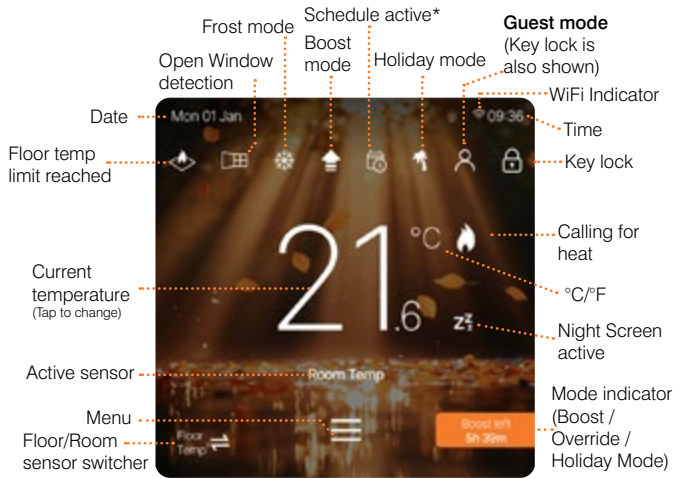 Schedule active*
Frost mode
Boost
mode
Holiday mode
Guest mode
(Key lock is
also shown)
Open Window
detection
WiFi Indicator
Date
Mon 01 Jan
09:36
Time
Floor temp
limit reached
Key lock
21.6
°C
Calling for
heat
Current
temperature
(Tap to change)
°C/°F
zzz
Night Screen
active
Active sensor
Room Temp
Mode indicator
(Boost /
Override /
Holiday Mode)
Menu
Boost left
5h 39m
Floor/Room
sensor switcher
Floor
Temp